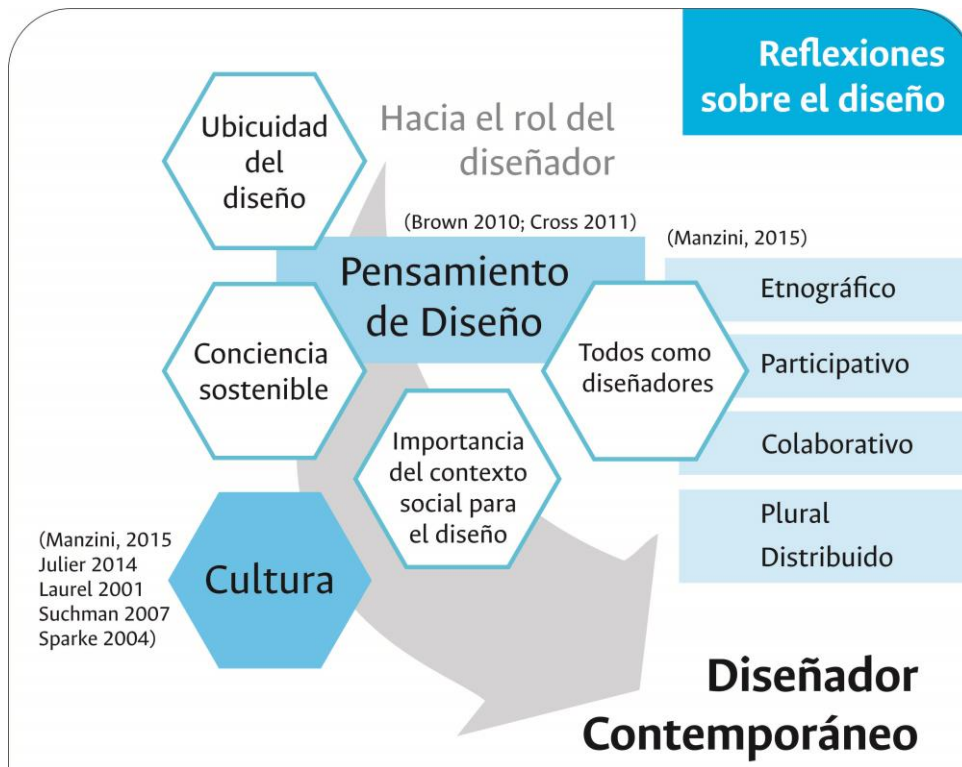 Reflexiones
sobre el diseño
Ubicuidad
del
diseño
Hacia el rol del
diseñador
(Brown 2010; Cross 2011)
Pensamiento
de Diseño
(Manzini, 2015)
Etnográfico
Participativo
Colaborativo
Plural
Distribuido
Todos como
diseñadores
Conciencia
sostenible
Importancia
del contexto
social para
el diseño
(Manzini, 2015
Julier 2014
Laurel 2001
Suchman 2007
Sparke 2004)
Cultura
Diseñador
Contemporáneo